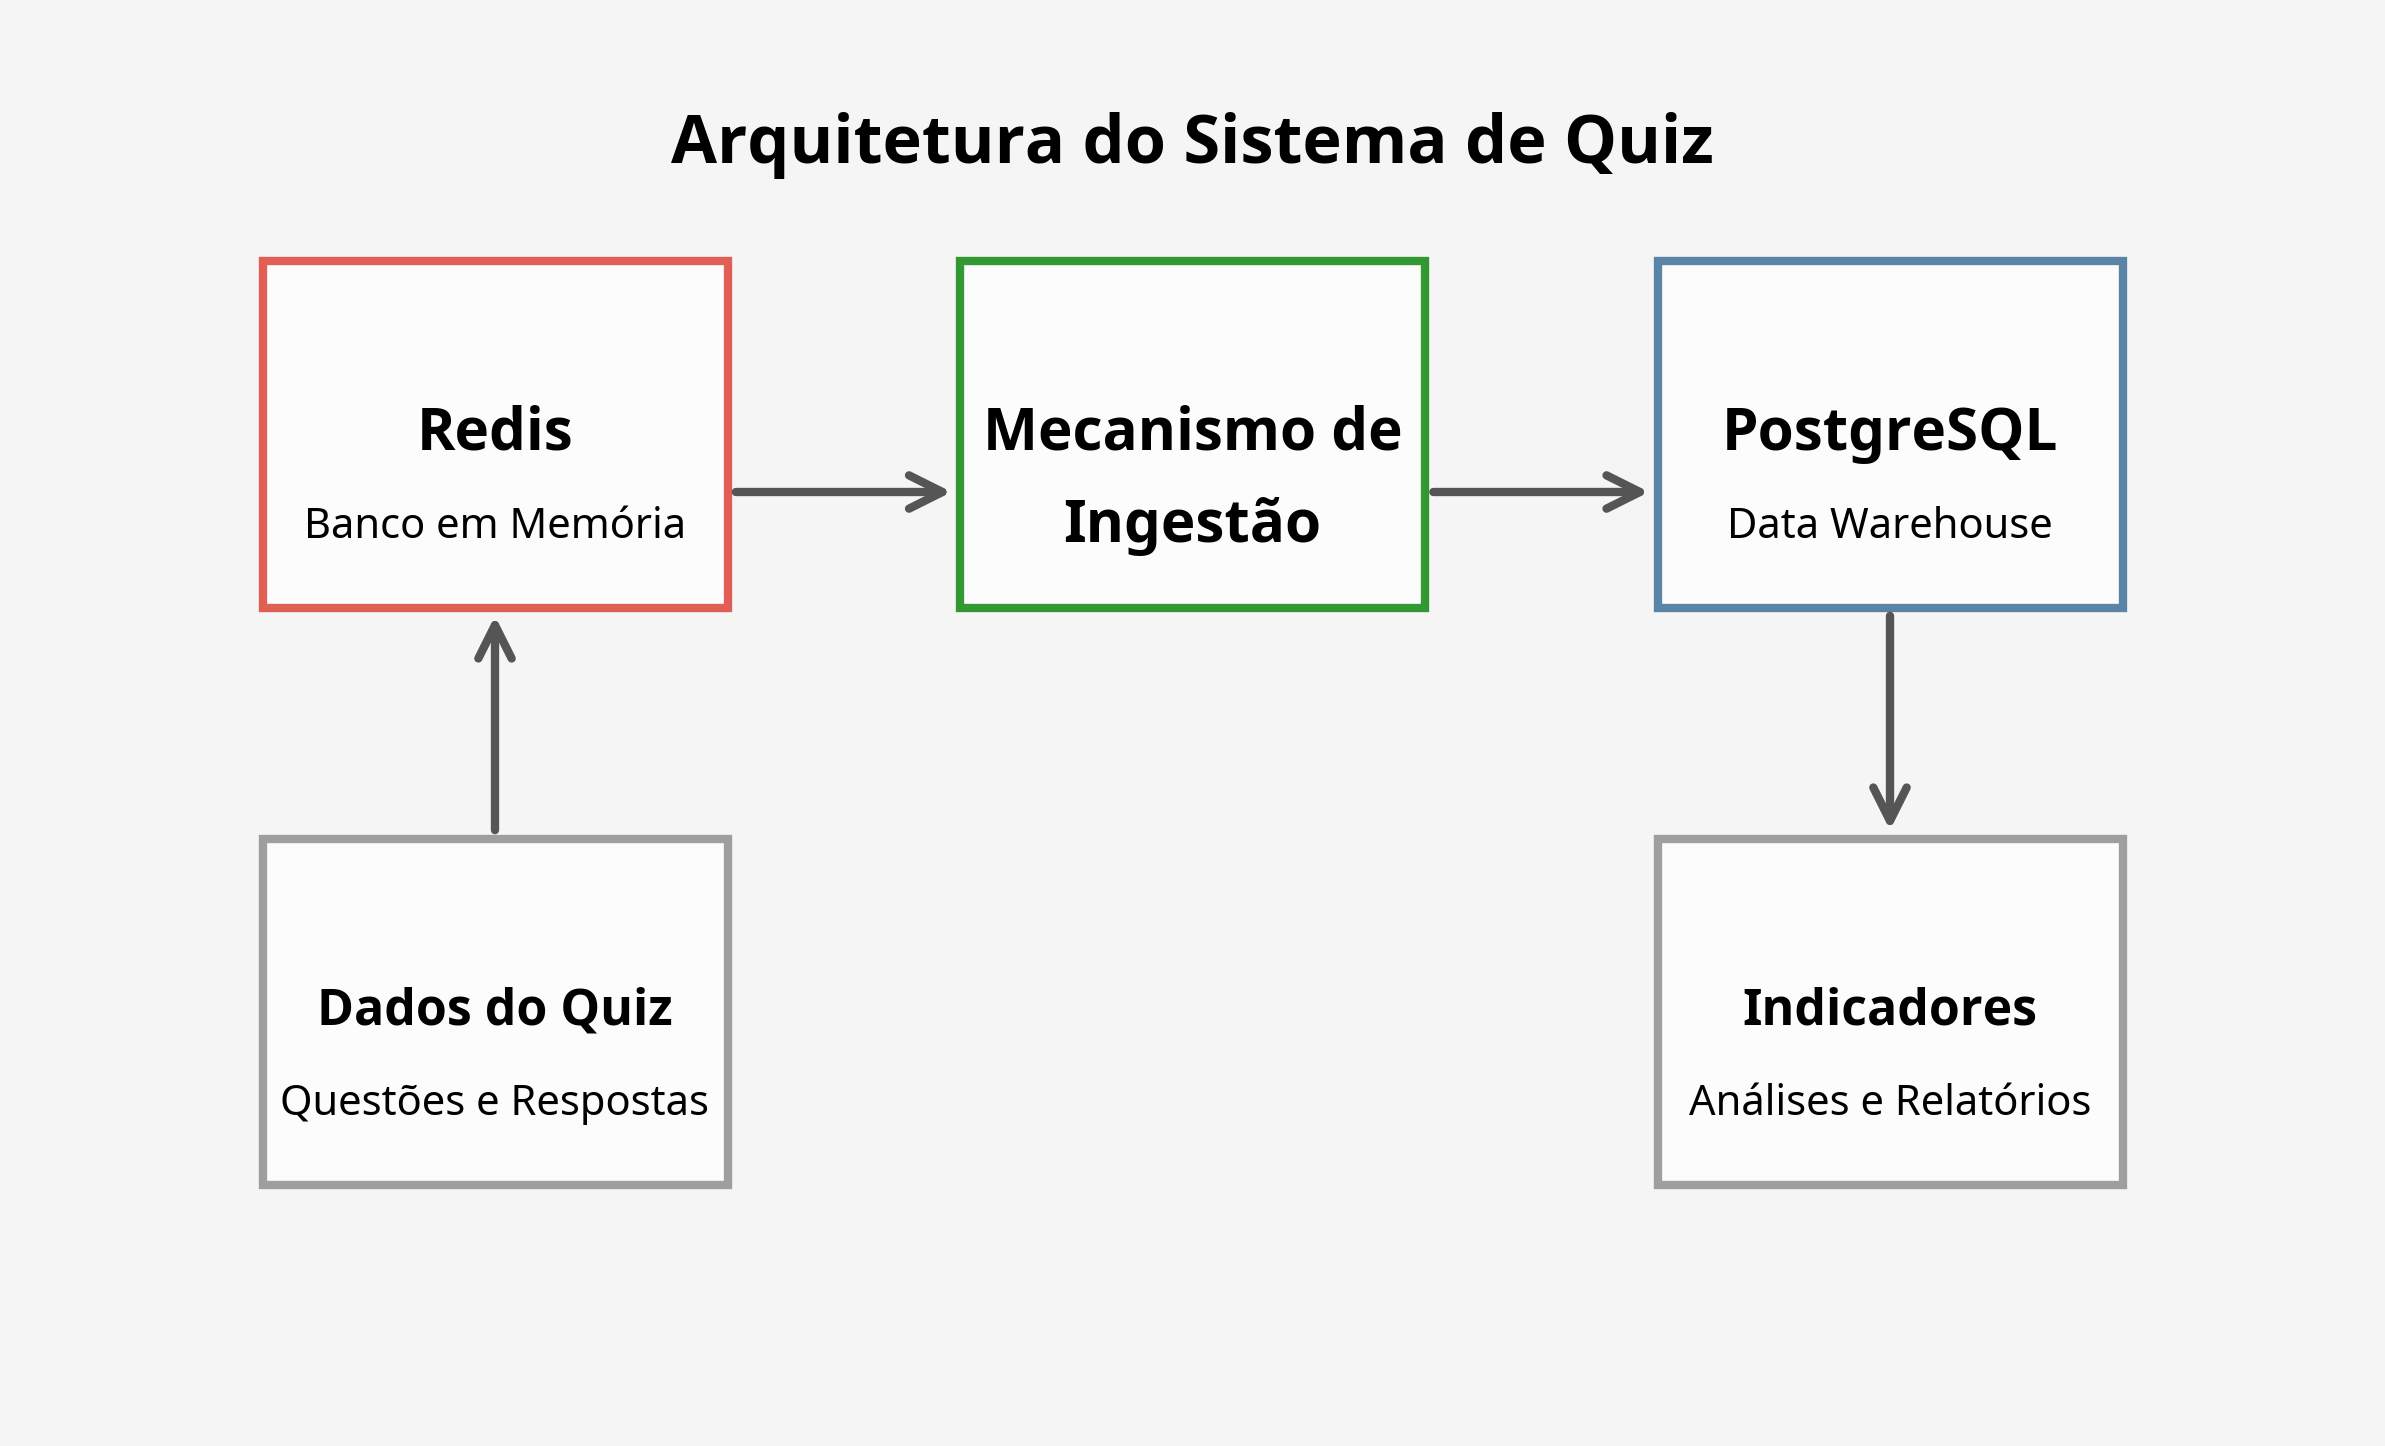 Arquitetura do Sistema de Quiz
Redis
Banco em Memória
Mecanismo de
Ingestão
PostgreSQL
Data Warehouse
Dados do Quiz
Questões e Respostas
Indicadores
Análises e Relatórios